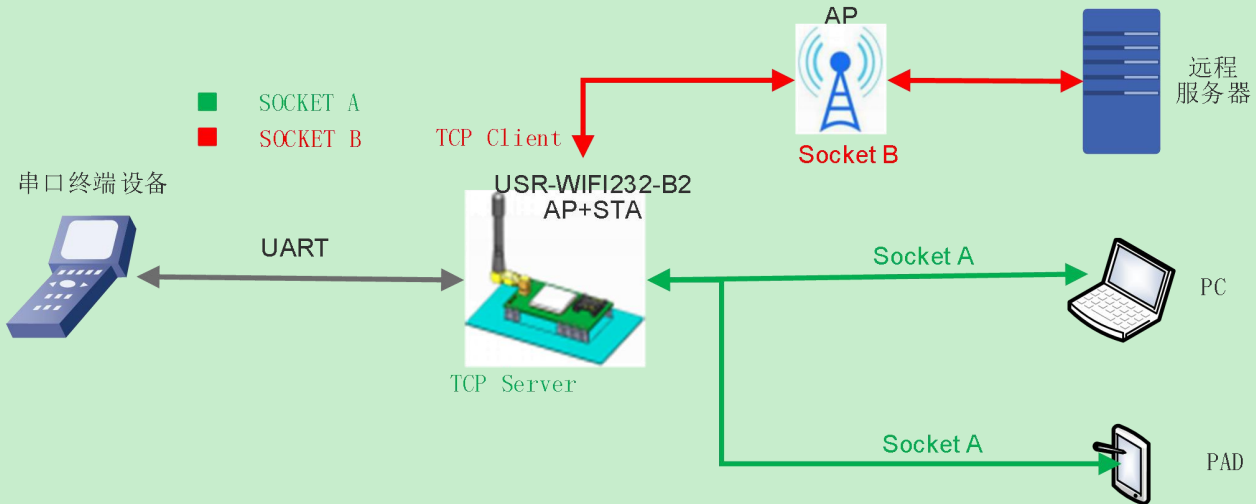 AP
远程
服务器
SOCKET A
SOCKET B
TCP Client
Socket B
串口终端设备
USR-WIFI232-B2
AP+STA
UART
Socket A
PC
TCP Server
Socket A
PAD